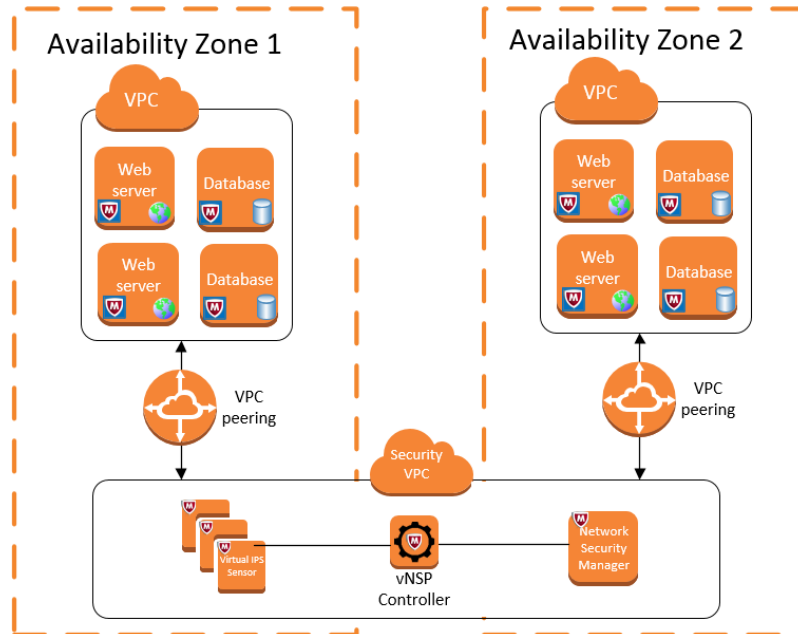 Availability Zone 1
Availability Zone 2
VPC
Web
server
Database
Web
server
Database
VPC
Web
server
Database
Web
server
Database
VPC
peering
VPC
peering
Security
VPC
Virtual IPS
Sensor
vNSP
Controller
Network
Security
Manager